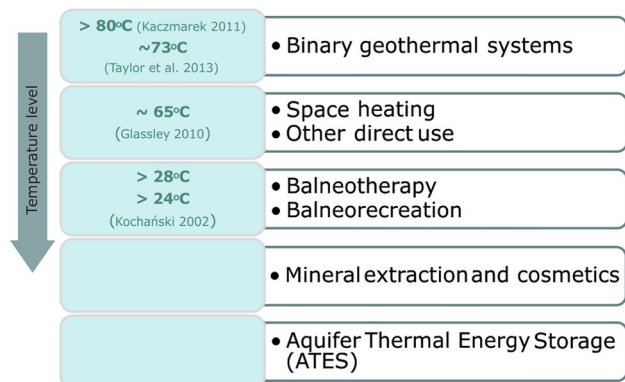 Temperature level
> 80°C (Kaczmarek 2011)
~73°C
(Taylor et al. 2013)
• Binary geothermal systems
~ 65°C
(Glassley 2010)
• Space heating
• Other direct use
> 28°C
> 24°C
(Kochański 2002)
• Balneotherapy
• Balneorecreation
• Mineral extraction and cosmetics
• Aquifer Thermal Energy Storage
(ATES)